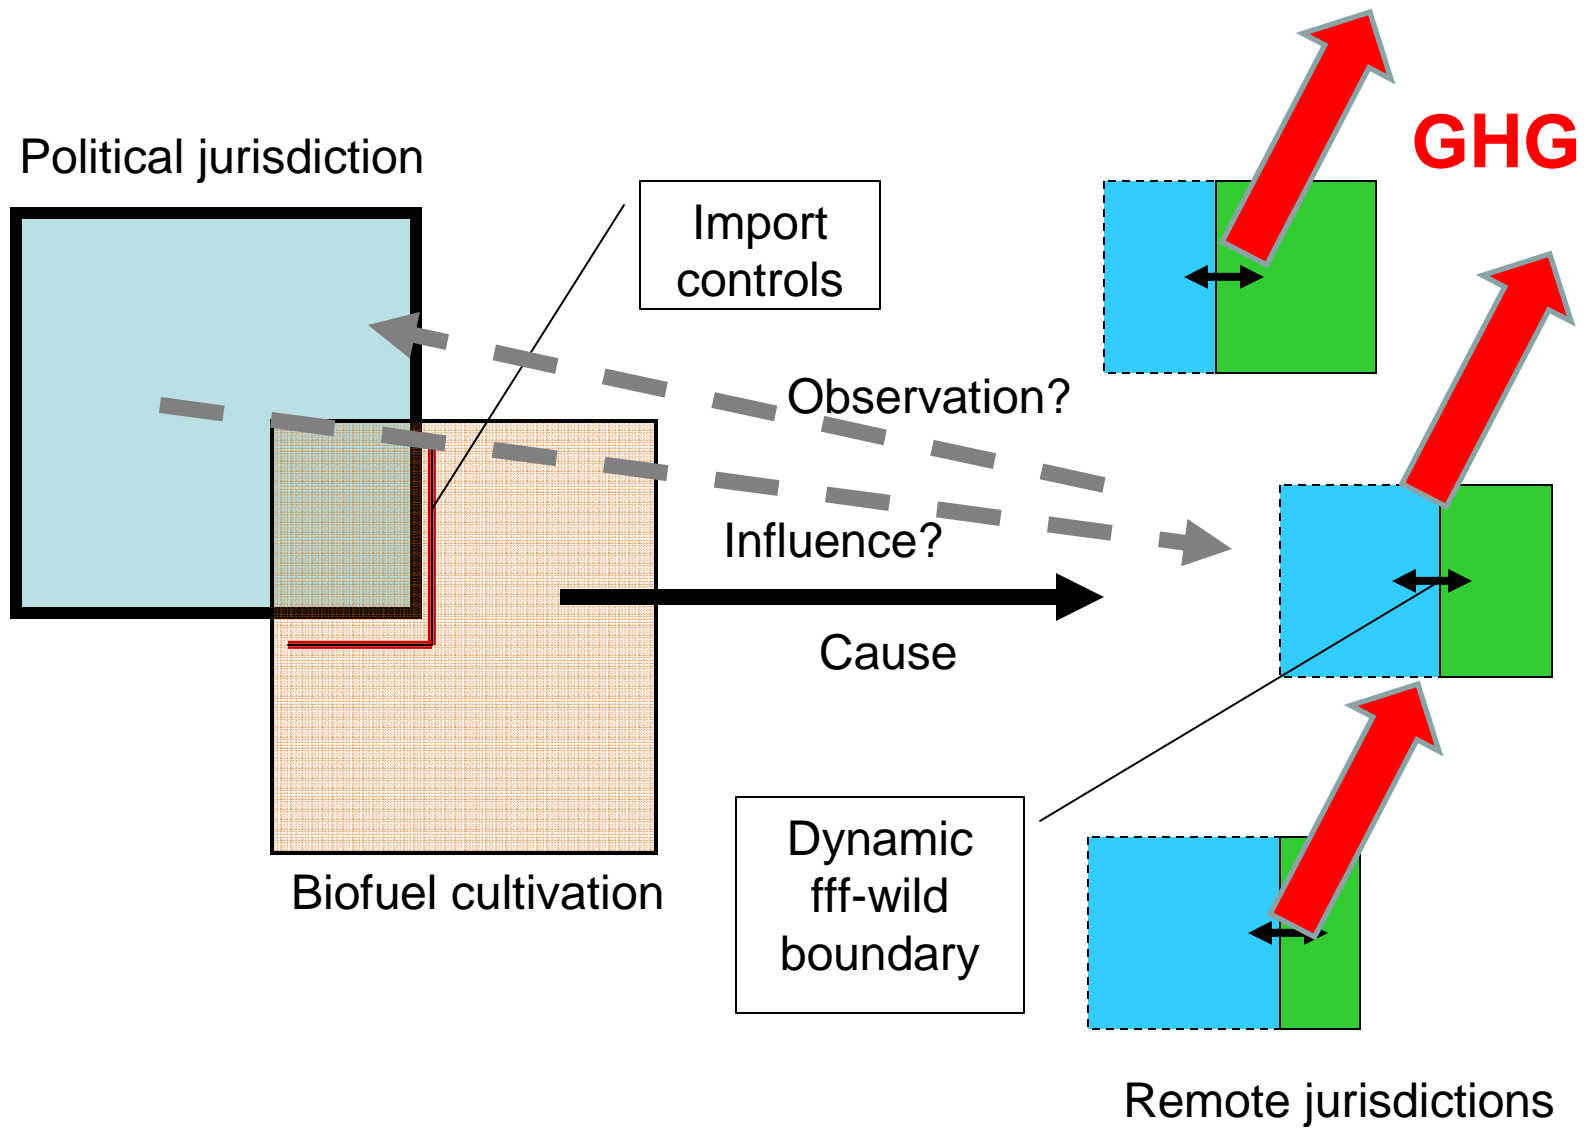 GHG
Political jurisdiction
Import
controls
Observation?
Influence?
Cause
Dynamic
fff-wild
boundary
Biofuel cultivation
Remote jurisdictions